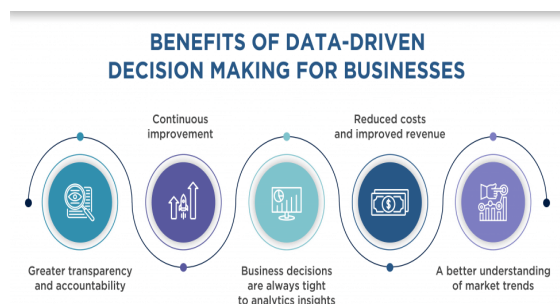 BENEFITS OF DATA-DRIVEN
DECISION MAKING FOR BUSINESSES
Greater transparency
and accountability
Continuous
improvement
Business decisions
are always tight
to analytics insights
Reduced costs
and improved revenue
A better understanding
of market trends